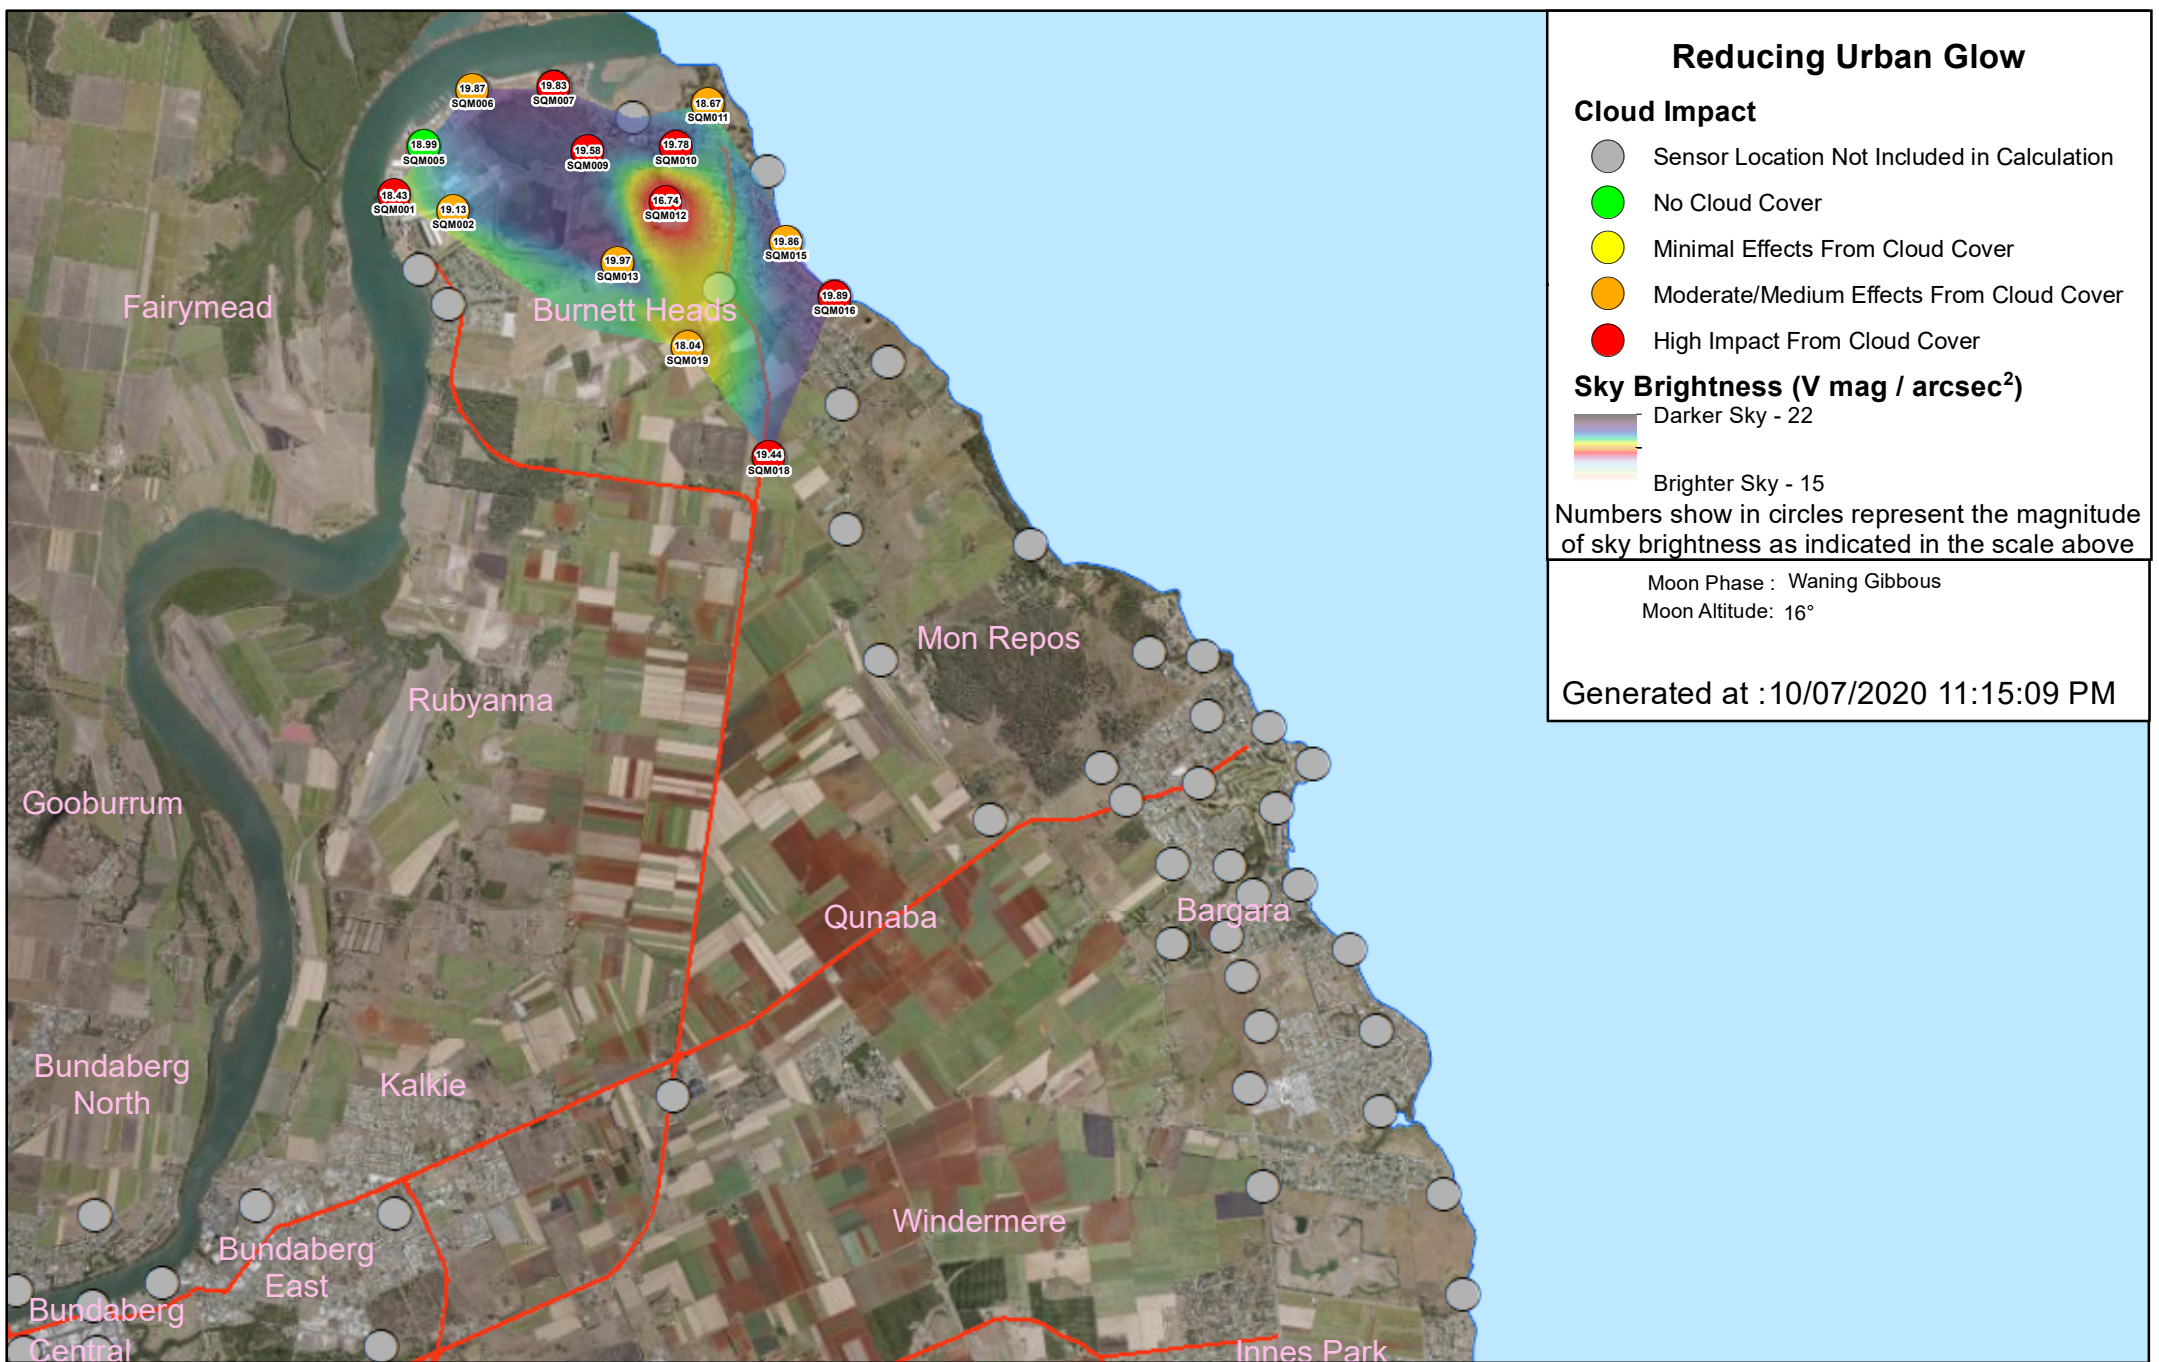 Reducing Urban Glow
Cloud Impact
Sensor Location Not Included in Calculation
No Cloud Cover
Minimal Effects From Cloud Cover
Moderate/Medium Effects From Cloud Cover
High Impact From Cloud Cover
Sky Brightness (V mag / arcsec²)
Darker Sky - 22
Brighter Sky - 15
Numbers show in circles represent the magnitude
of sky brightness as indicated in the scale above
Moon Phase : Waning Gibbous
Moon Altitude: 16°
Generated at :10/07/2020 11:15:09 PM
19.87
SQM006
19.83
SQM007
18.67
SQM011
18.99
SQM005
19.58
SQM009
19.78
SQM010
18.43
SQM001
19.13
SQM002
16.74
SQM012
19.97
SQM013
19.86
SQM015
19.89
SQM016
18.04
SQM019
19.44
SQM018
Fairymead
Burnett Heads
Mon Repos
Rubyanna
Gooburrum
Qunaba
Bargara
Bundaberg
North
Kalkie
Windermere
Bundaberg
East
Bundaberg
Central
Innes Park